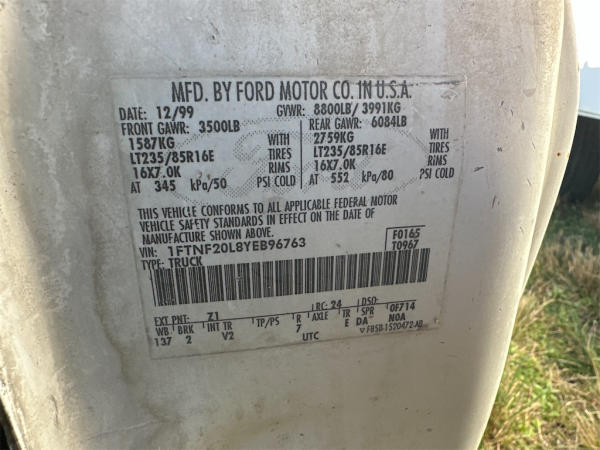 MFD. BY FORD MOTOR CO. IN U.S.A.
DATE: 12/99 GVWR: 8800LB/ 3991KG
FRONT GAWR: 3500LB REAR GAWR: 6084LB
1587KG WITH 2759KG WITH
LT235/85R16E TIRES LT235/85R16E TIRES
16X7.0K RIMS 16X7.0K RIMS
AT 345 kPa/50 PSI COLD AT 552 kPa/80 PSI COLD
THIS VEHICLE CONFORMS TO ALL APPLICABLE FEDERAL MOTOR
VEHICLE SAFETY STANDARDS IN EFFECT ON THE DATE OF
MANUFACTURE SHOWN ABOVE.
VIN: 1FTNF20L8YEB96763 F0165
TYPE: TRUCK T0967
EXT PNT: Z1 RC: 24 DSO:
WB BRK INT TR TP/PS R AXLE TR SPR 0F714
137 2 V2 7 E DA N0A
UTC ▽ F8SB-1520472-AB